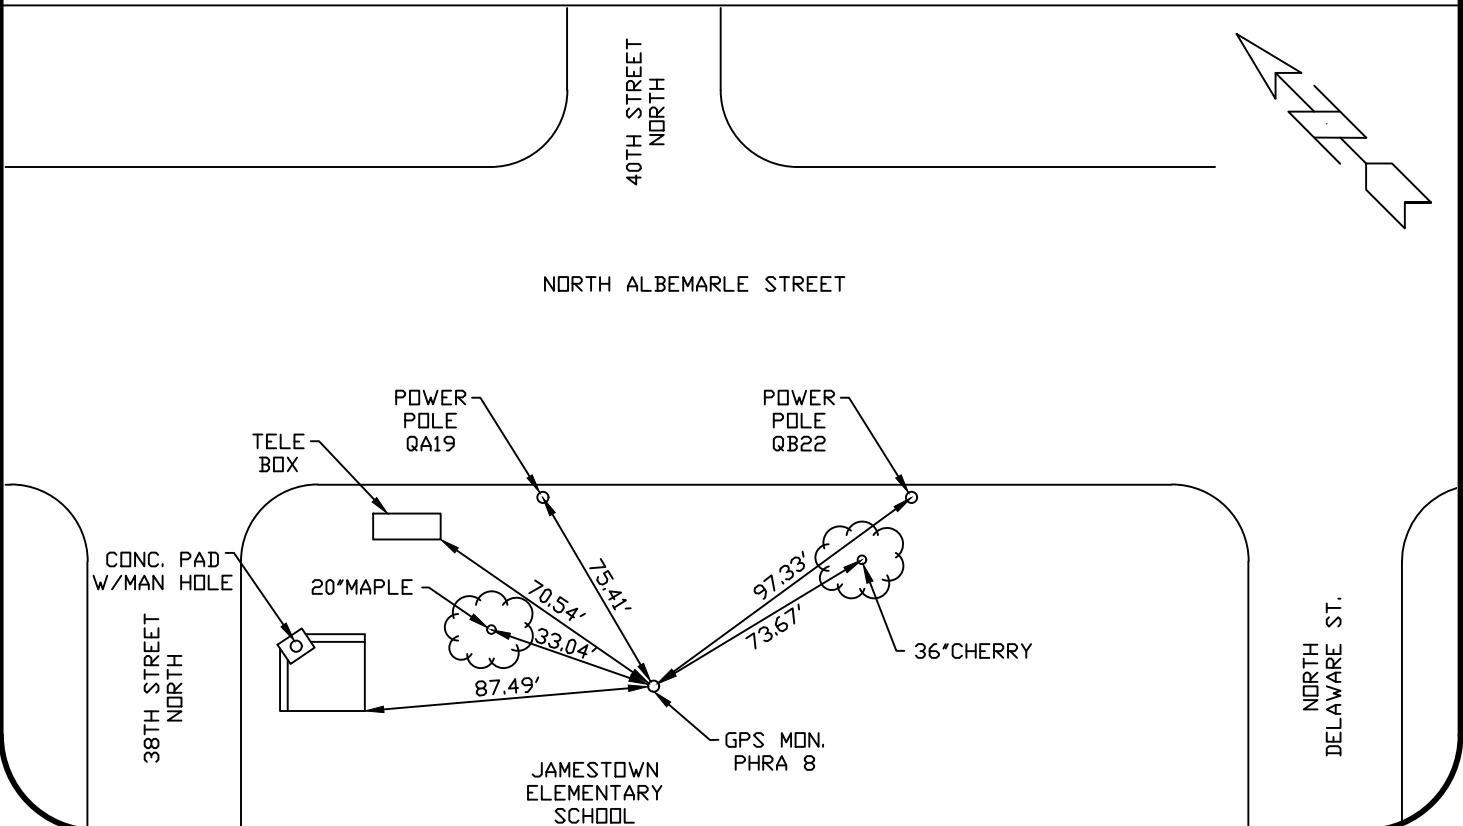 40TH STREET
NORTH
NORTH ALBEMARLE STREET
POWER
POLE
QA19
POWER
POLE
QB22
TELE
BOX
CONC. PAD
W/MAN HOLE
20"MAPLE
75.41'
70.54'
33.04'
87.49'
97.33'
73.67'
36"CHERRY
38TH STREET
NORTH
NORTH
DELAWARE ST.
GPS MON.
PHRA 8
JAMESTOWN
ELEMENTARY
SCHOOL